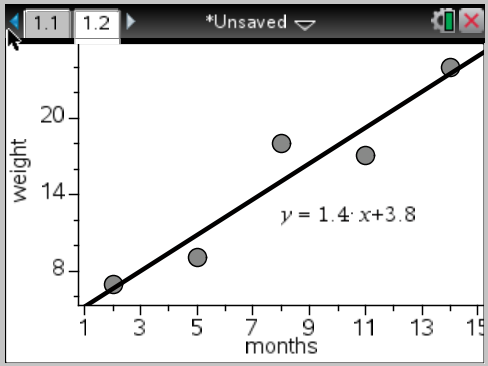 1.1 1.2 *Unsaved
20
weight
14
y = 1.4· x+3.8
8
1 3 5 7 9 11 13 15
months